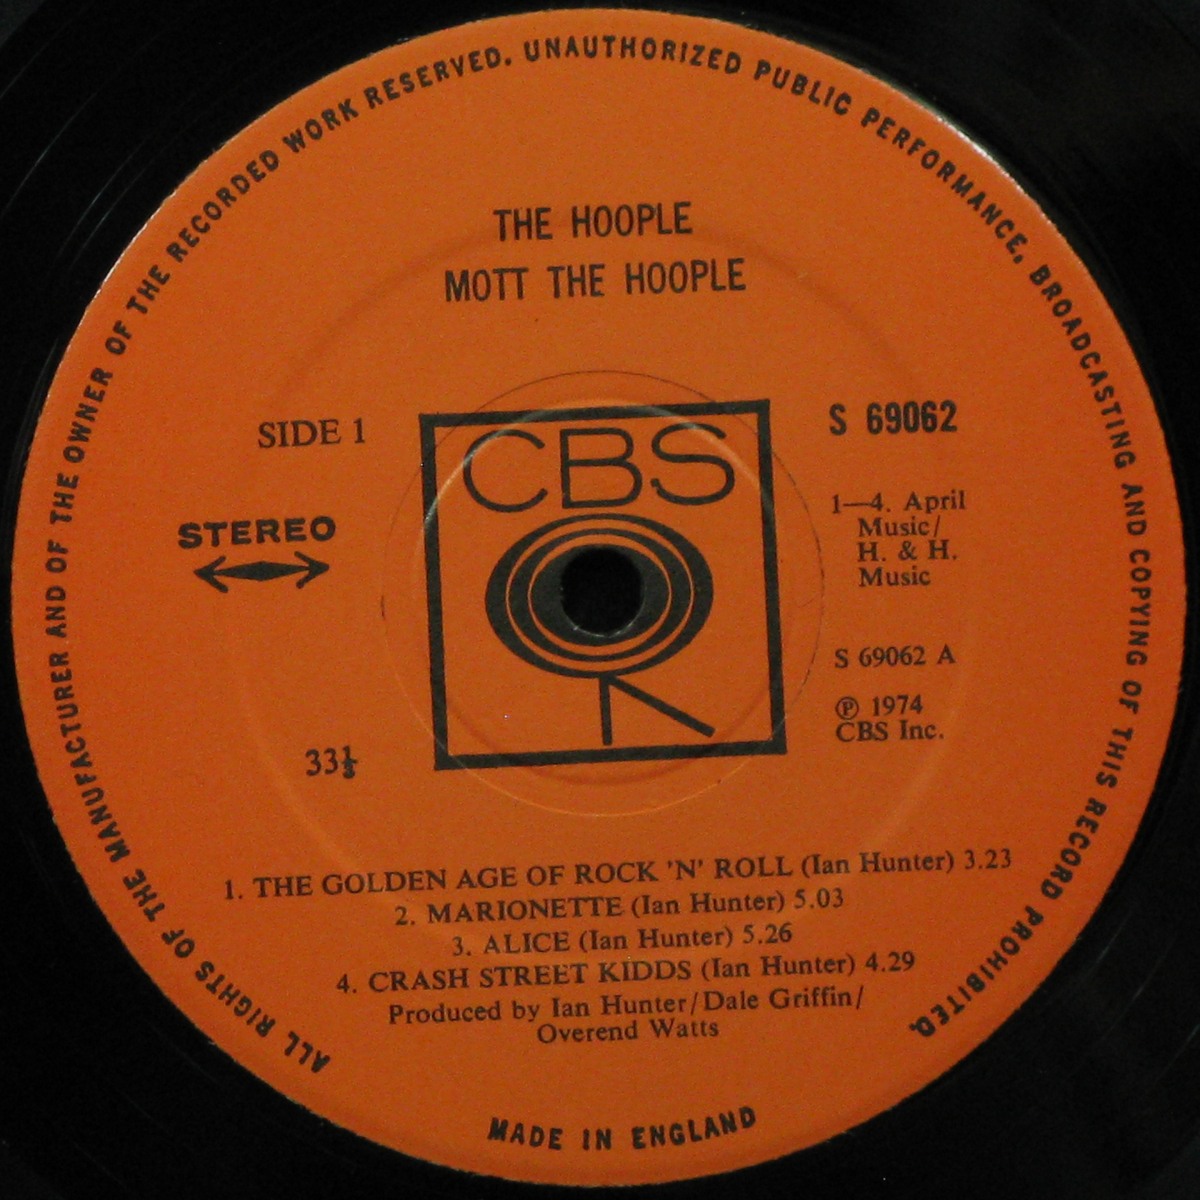 ALL RIGHTS OF THE MANUFACTURER AND OF THE OWNER OF THE RECORDED WORK RESERVED. UNAUTHORIZED PUBLIC PERFORMANCE, BROADCASTING AND COPYING OF THIS RECORD PROHIBITED.
THE HOOPLE
MOTT THE HOOPLE
SIDE 1
STEREO
33⅓
CBS
S 69062
1—4. April
Music/
H. & H.
Music
S 69062 A
℗ 1974
CBS Inc.
1. THE GOLDEN AGE OF ROCK 'N' ROLL (Ian Hunter) 3.23
2. MARIONETTE (Ian Hunter) 5.03
3. ALICE (Ian Hunter) 5.26
4. CRASH STREET KIDDS (Ian Hunter) 4.29
Produced by Ian Hunter/Dale Griffin/
Overend Watts
MADE IN ENGLAND